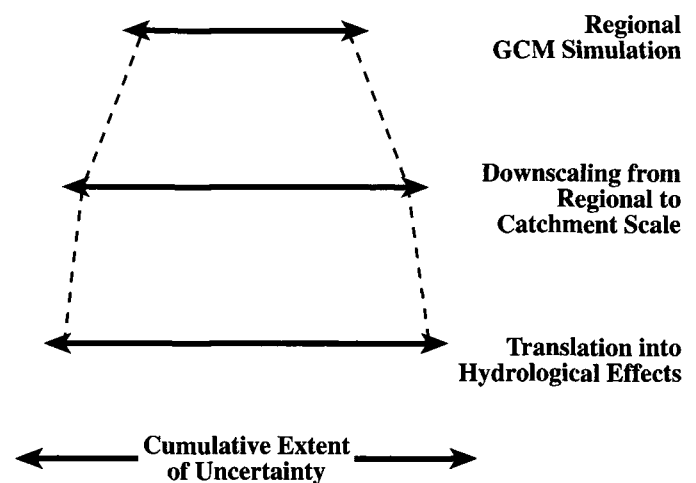 Regional
GCM Simulation
Downscaling from
Regional to
Catchment Scale
Translation into
Hydrological Effects
Cumulative Extent
of Uncertainty